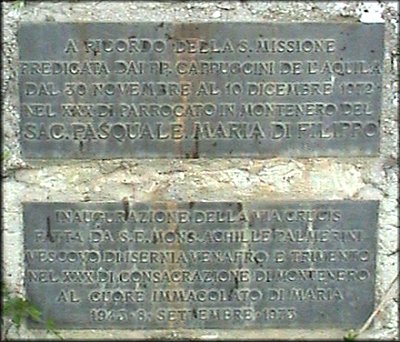 A RICORDO DELLA S. MISSIONE
PREDICATA DAI PP. CAPPUCCINI DE L'AQUILA
DAL 30 NOVEMBRE AL 10 DICEMBRE 1972
NEL XXX DI PARROCATO IN MONTENERO DEL
SAC. PASQUALE MARIA DI FILIPPO
INAUGURAZIONE DELLA VIA CRUCIS
FATTA DA S.E. MONS. ACHILLE PALMERINI
VESCOVO DI ISERNIA VENAFRO E TRIVENTO
NEL XXX DI CONSACRAZIONE DI MONTENERO
AL CUORE IMMACOLATO DI MARIA
1943 8 SETTEMBRE 1973